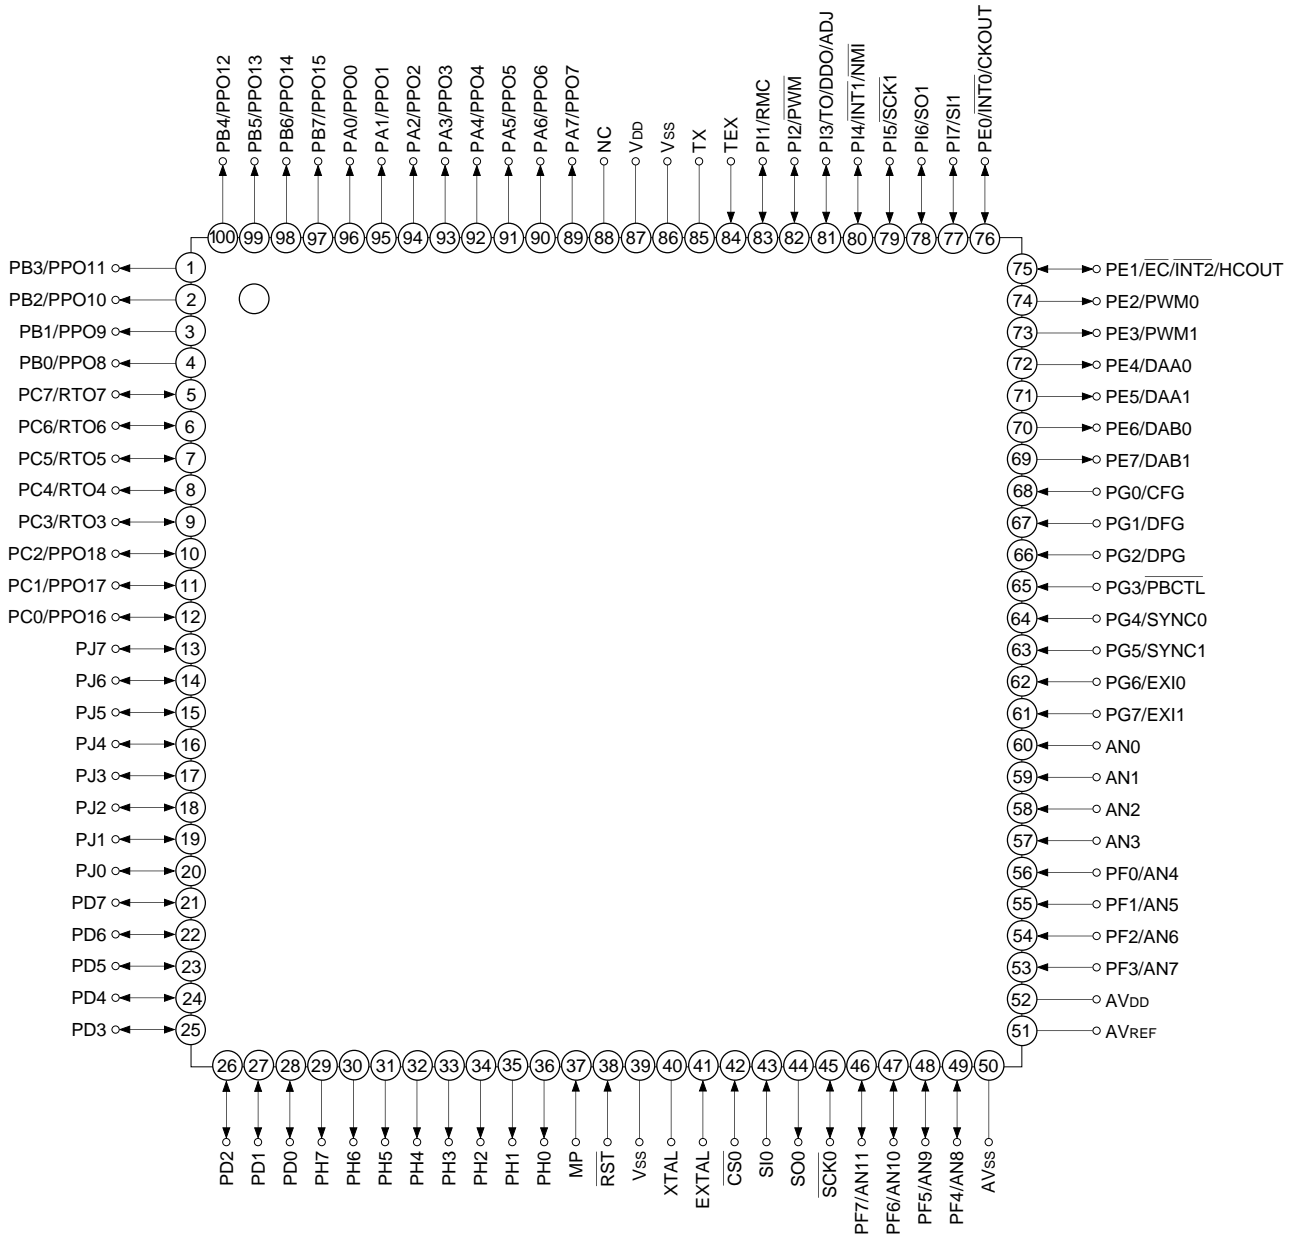 PB4/PPO12
PB5/PPO13
PB6/PPO14
PB7/PPO15
PA0/PPO0
PA1/PPO1
PA2/PPO2
PA3/PPO3
PA4/PPO4
PA5/PPO5
PA6/PPO6
PA7/PPO7
NC
VDD
VSS
TX
TEX
PI1/RMC
PI2/P̅W̅M̅
PI3/TO/DDO/ADJ
PI4/I̅N̅T̅1̅/N̅M̅I̅
PI5/S̅C̅K̅1̅
PI6/SO1
PI7/SI1
PE0/I̅N̅T̅0̅/CKOUT
100 99 98 97 96 95 94 93 92 91 90 89 88 87 86 85 84 83 82 81 80 79 78 77 76
PB3/PPO11 1
PB2/PPO10 2
PB1/PPO9 3
PB0/PPO8 4
PC7/RTO7 5
PC6/RTO6 6
PC5/RTO5 7
PC4/RTO4 8
PC3/RTO3 9
PC2/PPO18 10
PC1/PPO17 11
PC0/PPO16 12
PJ7 13
PJ6 14
PJ5 15
PJ4 16
PJ3 17
PJ2 18
PJ1 19
PJ0 20
PD7 21
PD6 22
PD5 23
PD4 24
PD3 25
75 PE1/E̅C̅/I̅N̅T̅2̅/HCOUT
74 PE2/PWM0
73 PE3/PWM1
72 PE4/DAA0
71 PE5/DAA1
70 PE6/DAB0
69 PE7/DAB1
68 PG0/CFG
67 PG1/DFG
66 PG2/DPG
65 PG3/P̅B̅C̅T̅L̅
64 PG4/SYNC0
63 PG5/SYNC1
62 PG6/EXI0
61 PG7/EXI1
60 AN0
59 AN1
58 AN2
57 AN3
56 PF0/AN4
55 PF1/AN5
54 PF2/AN6
53 PF3/AN7
52 AVDD
51 AVREF
26 27 28 29 30 31 32 33 34 35 36 37 38 39 40 41 42 43 44 45 46 47 48 49 50
PD2
PD1
PD0
PH7
PH6
PH5
PH4
PH3
PH2
PH1
PH0
MP
R̅S̅T̅
VSS
XTAL
EXTAL
C̅S̅0̅
SI0
SO0
S̅C̅K̅0̅
PF7/AN11
PF6/AN10
PF5/AN9
PF4/AN8
AVSS